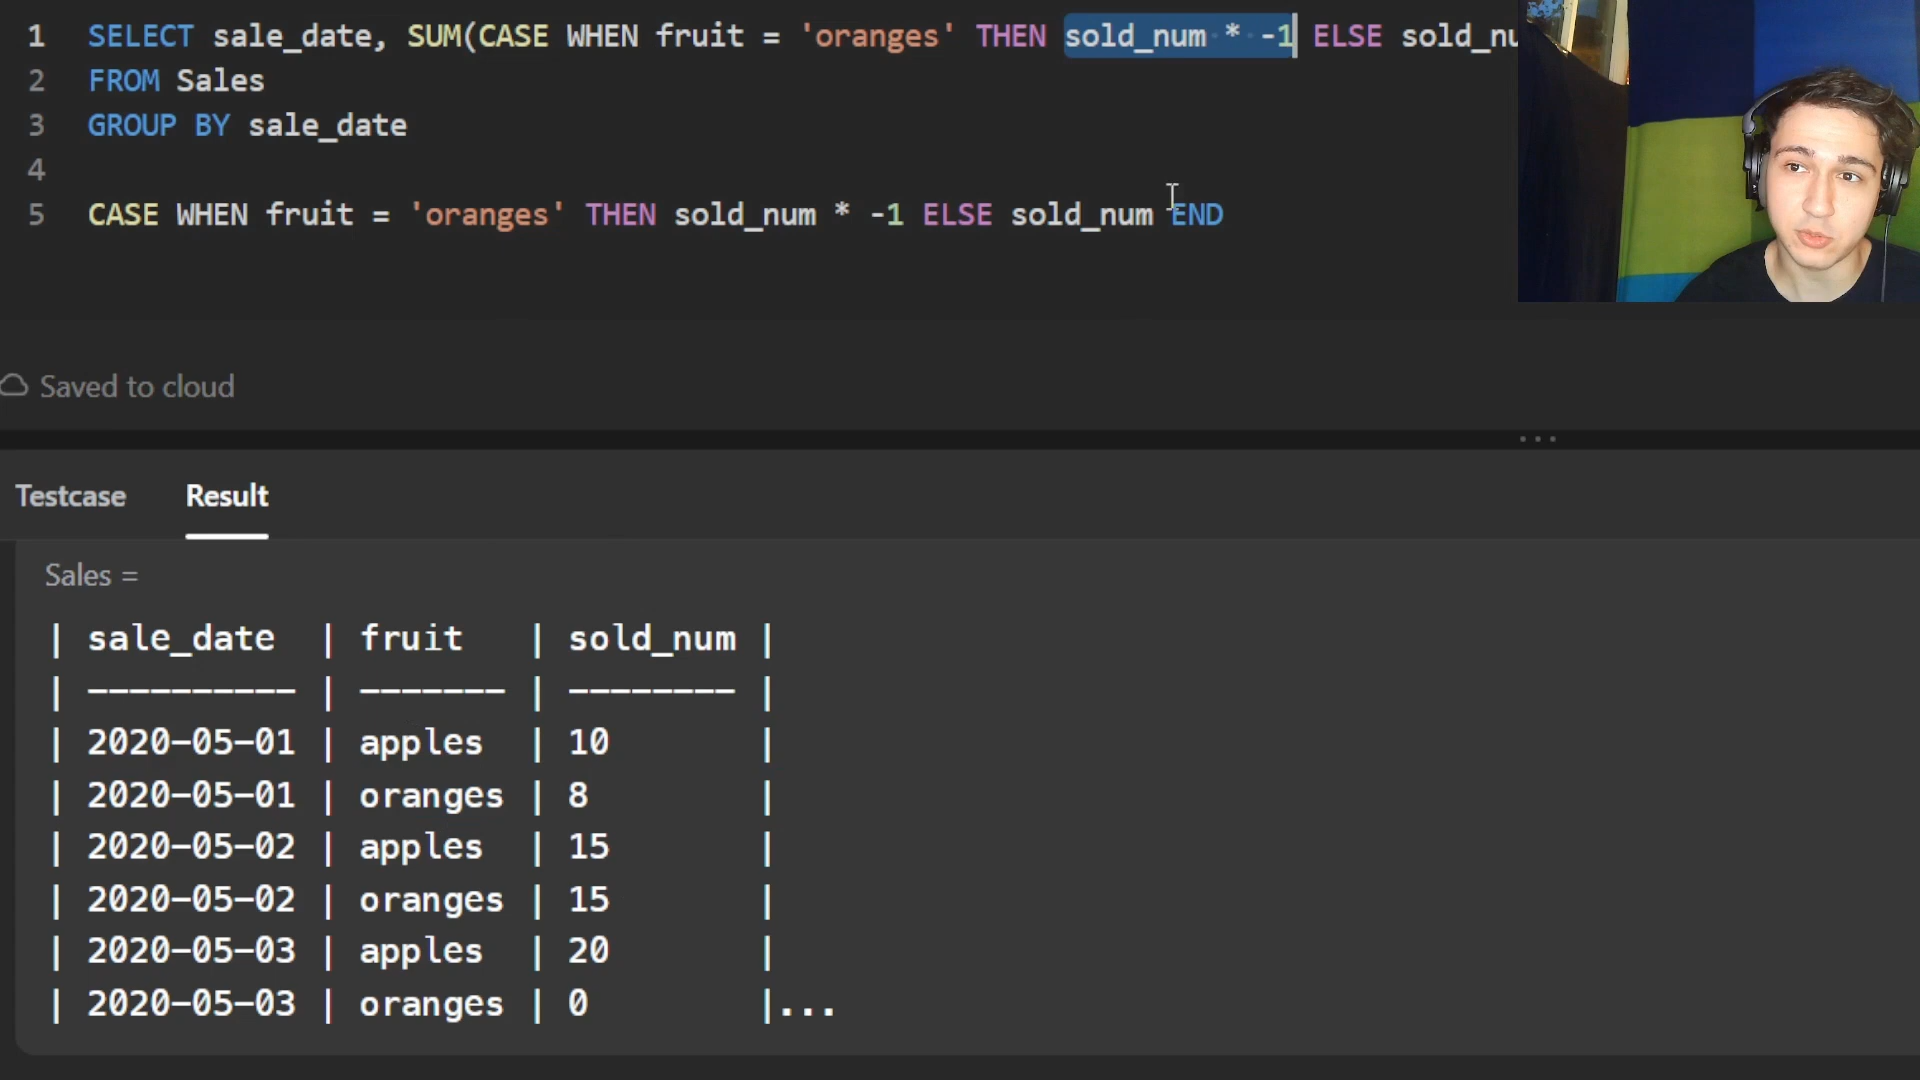 1 SELECT sale_date, SUM(CASE WHEN fruit = 'oranges' THEN sold_num * -1 ELSE sold_nu
2 FROM Sales
3 GROUP BY sale_date
4
5 CASE WHEN fruit = 'oranges' THEN sold_num * -1 ELSE sold_num END
Saved to cloud
...
Testcase Result
Sales =
| sale_date | fruit | sold_num |
| ---------- | ------- | -------- |
| 2020-05-01 | apples | 10 |
| 2020-05-01 | oranges | 8 |
| 2020-05-02 | apples | 15 |
| 2020-05-02 | oranges | 15 |
| 2020-05-03 | apples | 20 |
| 2020-05-03 | oranges | 0 |...